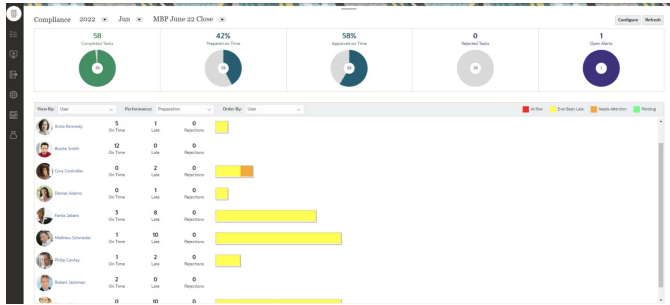 Compliance 2022 Jun MBP June 22 Close Configure Refresh
58 42% 58% 0 1
Completed Tasks Prepared on Time Approved on Time Rejected Tasks Open Alerts
View By: User Performance: Preparation Order By: User At Risk Ever Been Late Needs Attention Pending
Anita Kennedy 5 1 0
On Time Late Rejections
Brooke Smith 12 0 0
On Time Late Rejections
Cory Controller 0 2 0
On Time Late Rejections
Denise Adams 0 1 0
On Time Late Rejections
3 8 0
On Time Late Rejections
Matthew Schneider 1 10 0
On Time Late Rejections
Philip Cawley 1 2 0
On Time Late Rejections
Robert Jackman 2 0 0
On Time Late Rejections
0 10 0